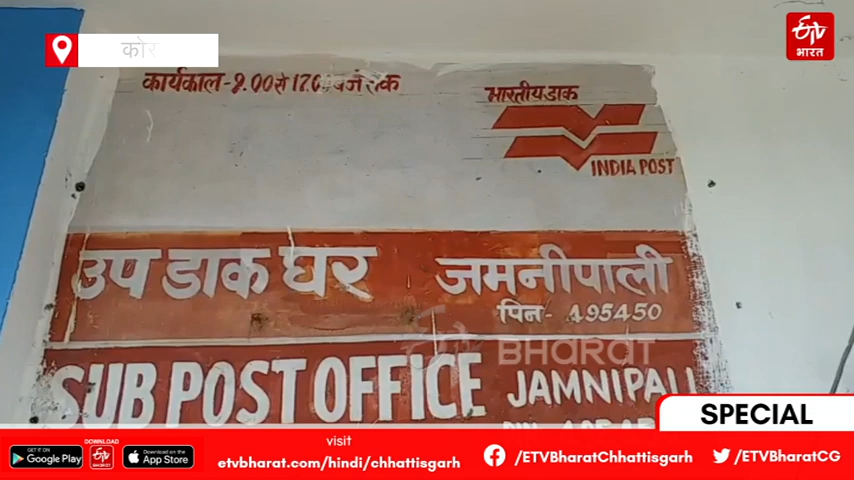 ETV
भारत
कार्यकाल-9.00 से 17.00 बजे तक
भारतीय डाक
INDIA POST
उप डाक घर जमनीपाली
पिन- 495450
BHARAT
SUB POST OFFICE JAMNIPALI
SPECIAL
GET IT ON
Google Play
DOWNLOAD
Download on the
App Store
visit
etvbharat.com/hindi/chhattisgarh
/ETVBharatChhattisgarh
/ETVBharatCG